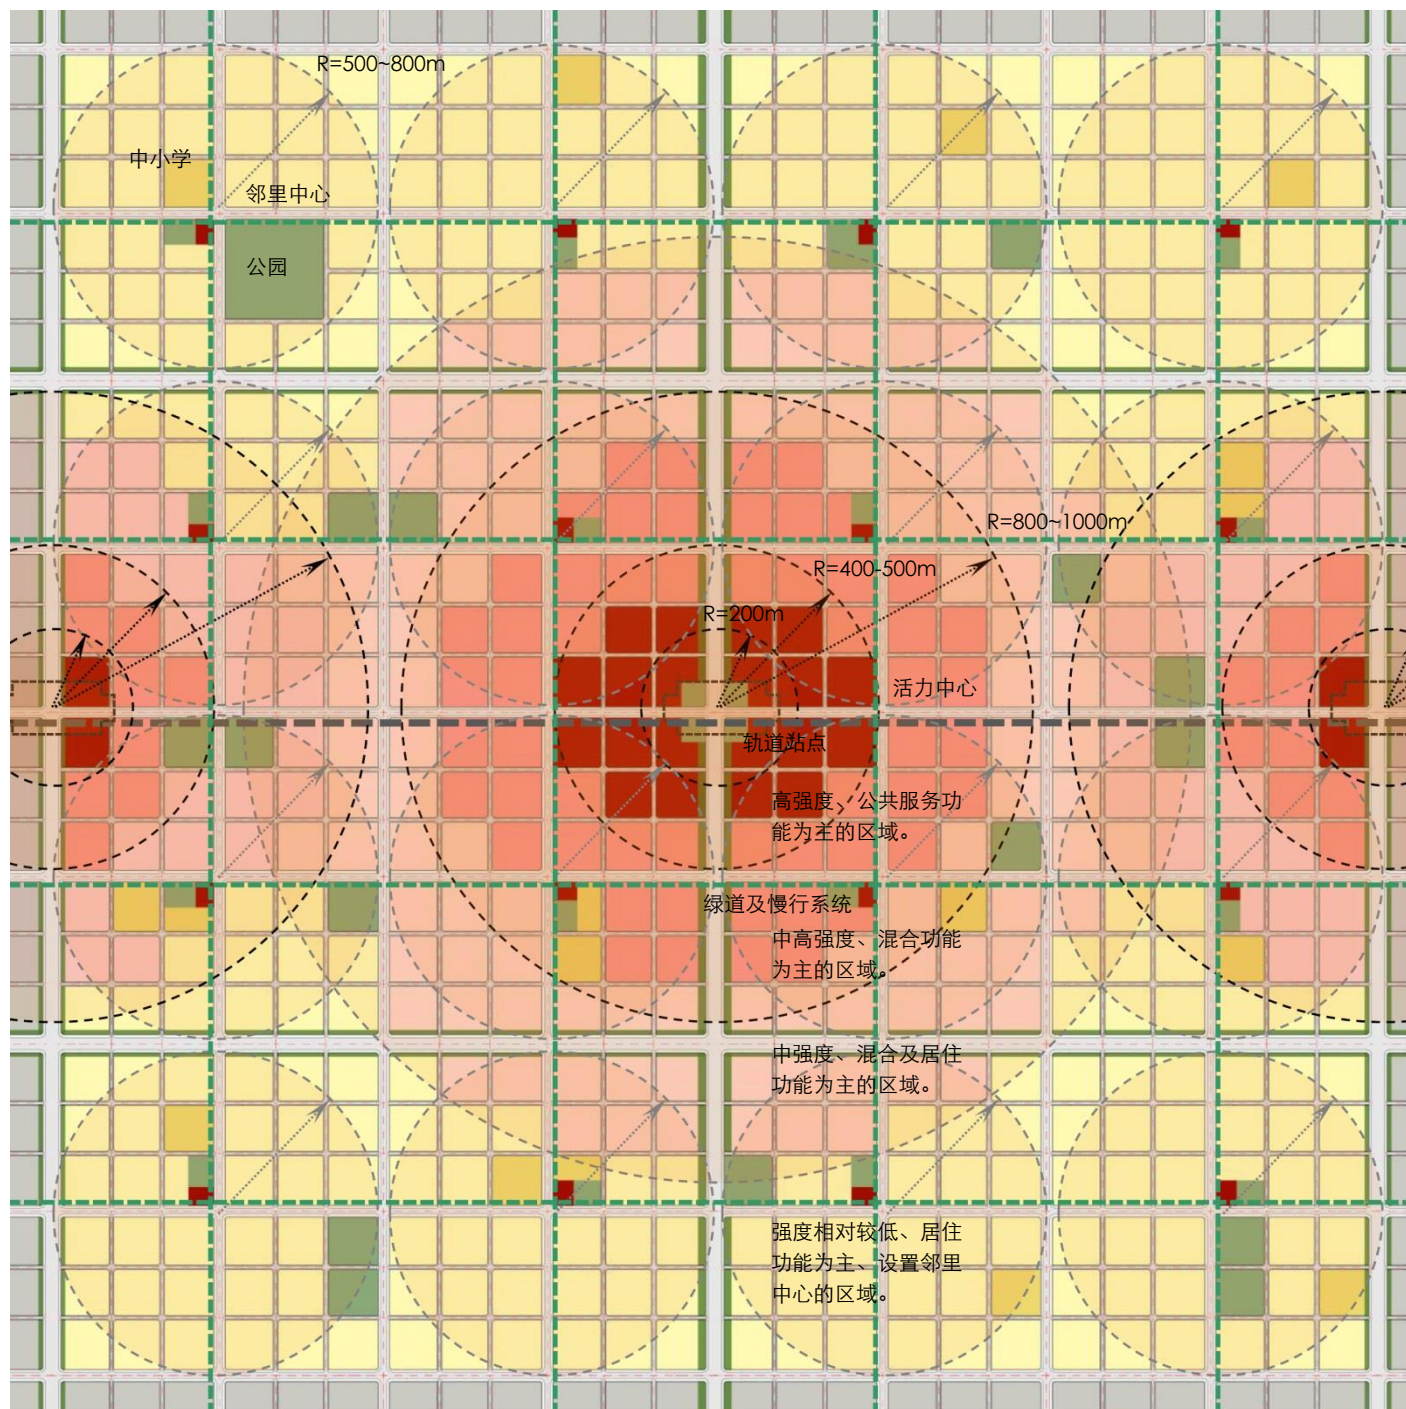 R=500~800m
中小学
邻里中心
公园
R=800~1000m
R=400-500m
R=200m
活力中心
轨道站点
高强度、公共服务功
能为主的区域。
绿道及慢行系统
中高强度、混合功能
为主的区域。
中强度、混合及居住
功能为主的区域。
强度相对较低、居住
功能为主、设置邻里
中心的区域。